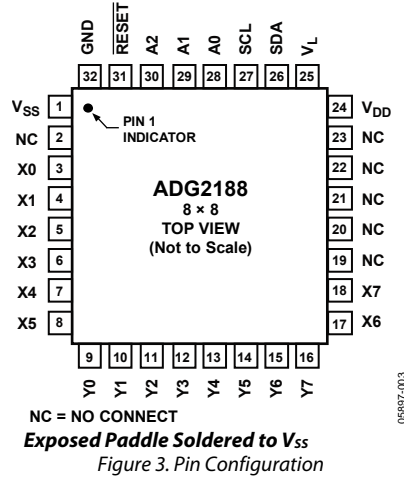 GND
RESET
A2
A1
A0
SCL
SDA
VL
32 31 30 29 28 27 26 25
VSS 1
NC 2
X0 3
X1 4
X2 5
X3 6
X4 7
X5 8
PIN 1
INDICATOR
ADG2188
8 × 8
TOP VIEW
(Not to Scale)
24 VDD
23 NC
22 NC
21 NC
20 NC
19 NC
18 X7
17 X6
9 10 11 12 13 14 15 16
Y0
Y1
Y2
Y3
Y4
Y5
Y6
Y7
NC = NO CONNECT
05897-003
Exposed Paddle Soldered to VSS
Figure 3. Pin Configuration